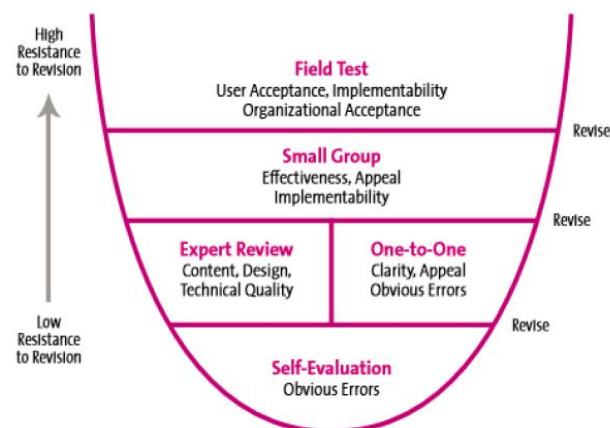 High
Resistance
to Revision
Field Test
User Acceptance, Implementability
Organizational Acceptance
Revise
Small Group
Effectiveness, Appeal
Implementability
Revise
Expert Review
Content, Design,
Technical Quality
One-to-One
Clarity, Appeal
Obvious Errors
Low
Resistance
to Revision
Revise
Self-Evaluation
Obvious Errors